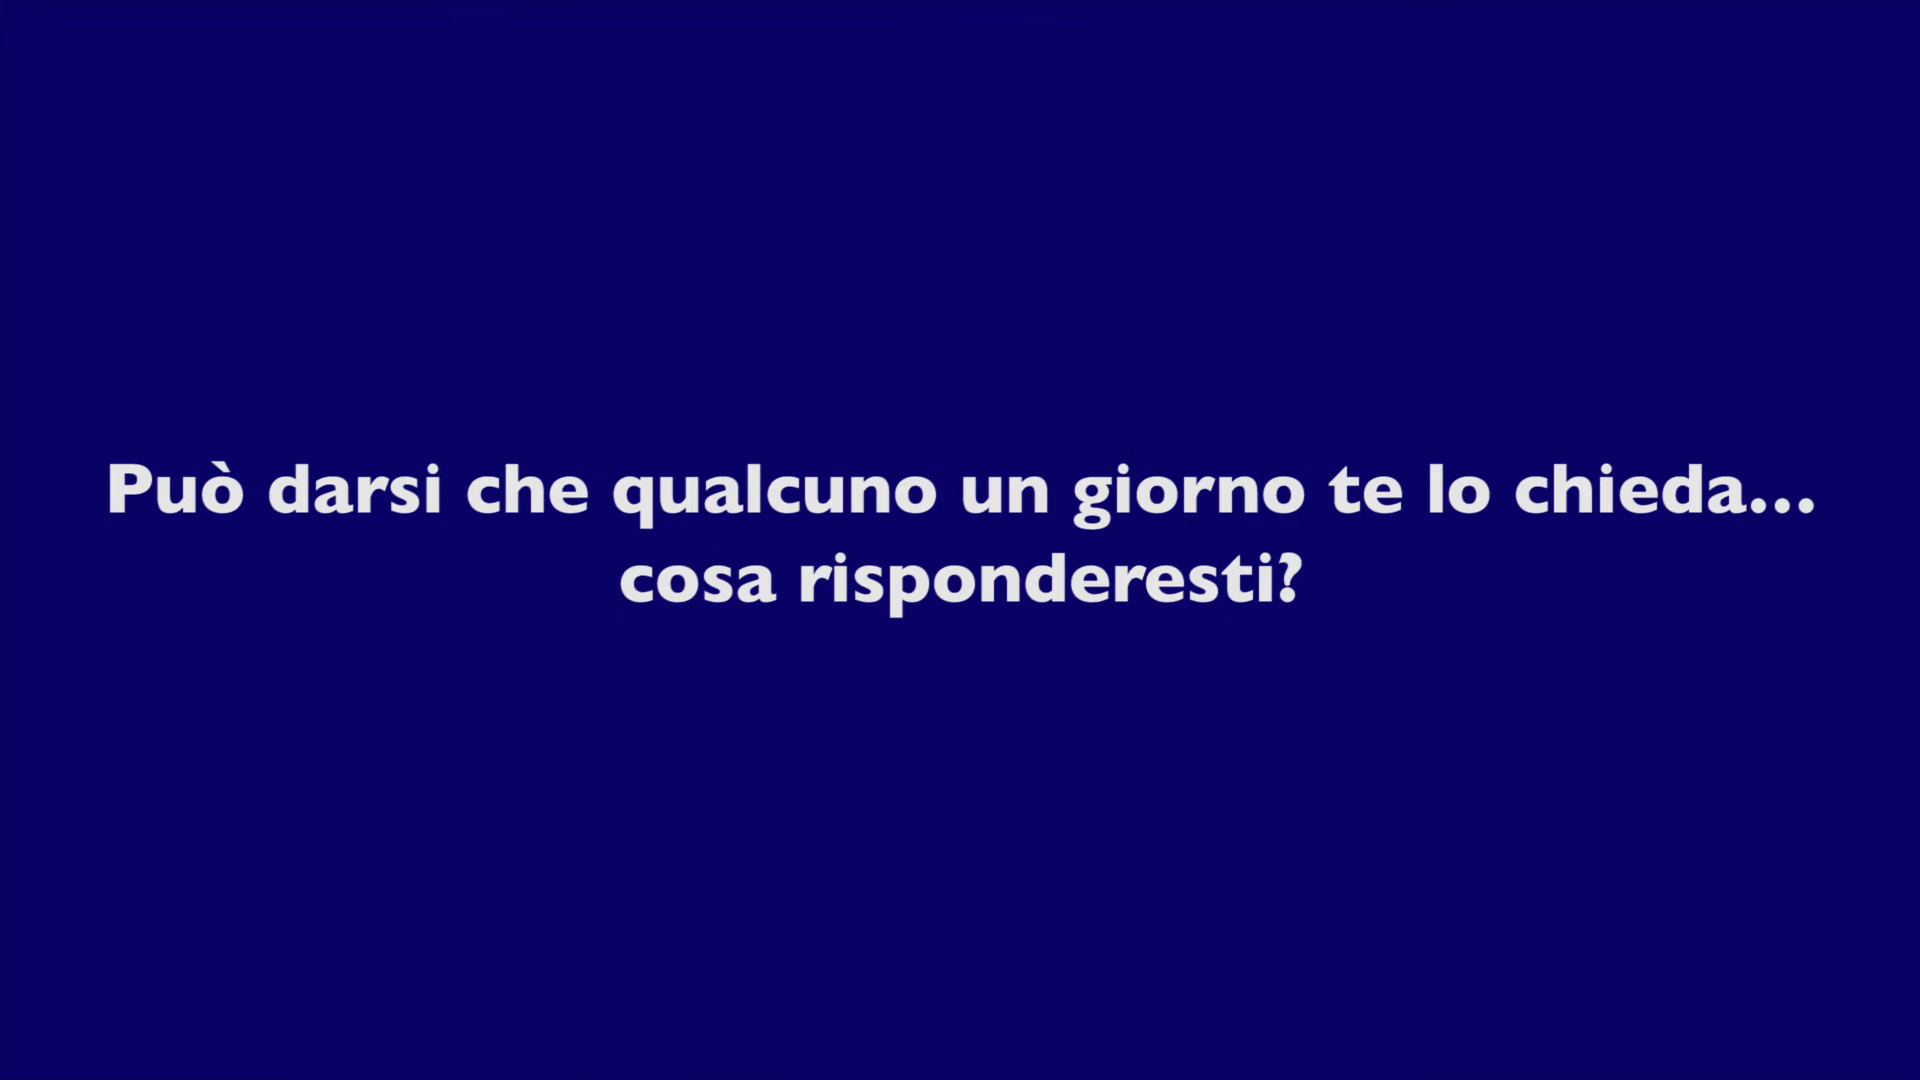 Può darsi che qualcuno un giorno te lo chieda...
cosa risponderesti?